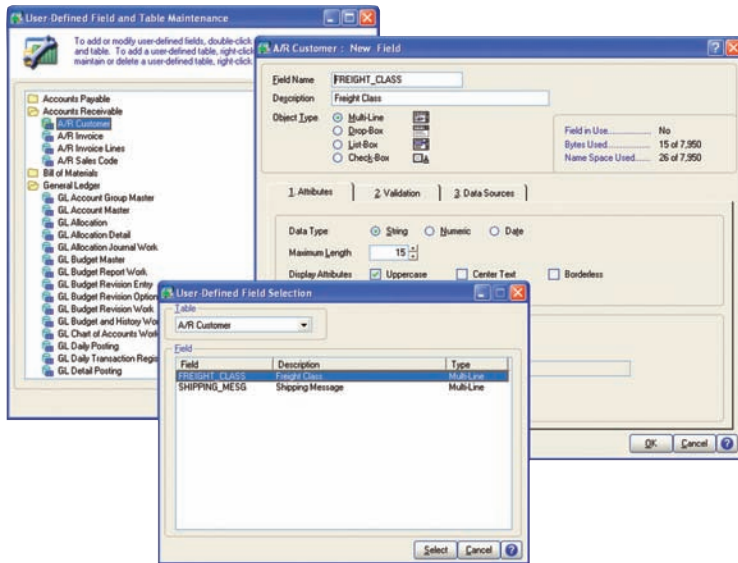 User-Defined Field and Table Maintenance
To add or modify user-defined fields, double-click
and table. To add a user-defined table, right-click
maintain or delete a user-defined table, right-click
Accounts Payable
Accounts Receivable
A/R Customer
A/R Invoice
A/R Invoice Lines
A/R Sales Code
Bill of Materials
General Ledger
GL Account Group Master
GL Account Master
GL Allocation
GL Allocation Detail
GL Allocation Journal Work
GL Budget Master
GL Budget Report Work
GL Budget Revision Entry
GL Budget Revision Option
GL Budget Revision Work
GL Budget and History Wo
GL Chart of Accounts Work
GL Daily Posting
GL Daily Transaction Regis
GL Detail Posting
A/R Customer : New Field
Field Name FREIGHT_CLASS
Description Freight Class
Object Type Multi-Line
Drop-Box
List-Box
Check-Box
Field in Use............ No
Bytes Used............ 15 of 7,950
Name Space Used.... 26 of 7,950
1. Attributes 2. Validation 3. Data Sources
Data Type String Numeric Date
Maximum Length 15
Display Attributes Uppercase Center Text Borderless
OK Cancel
User-Defined Field Selection
Table
A/R Customer
Field
Field Description Type
FREIGHT_CLASS Freight Class Multi-Line
SHIPPING_MESG Shipping Message Multi-Line
Select Cancel